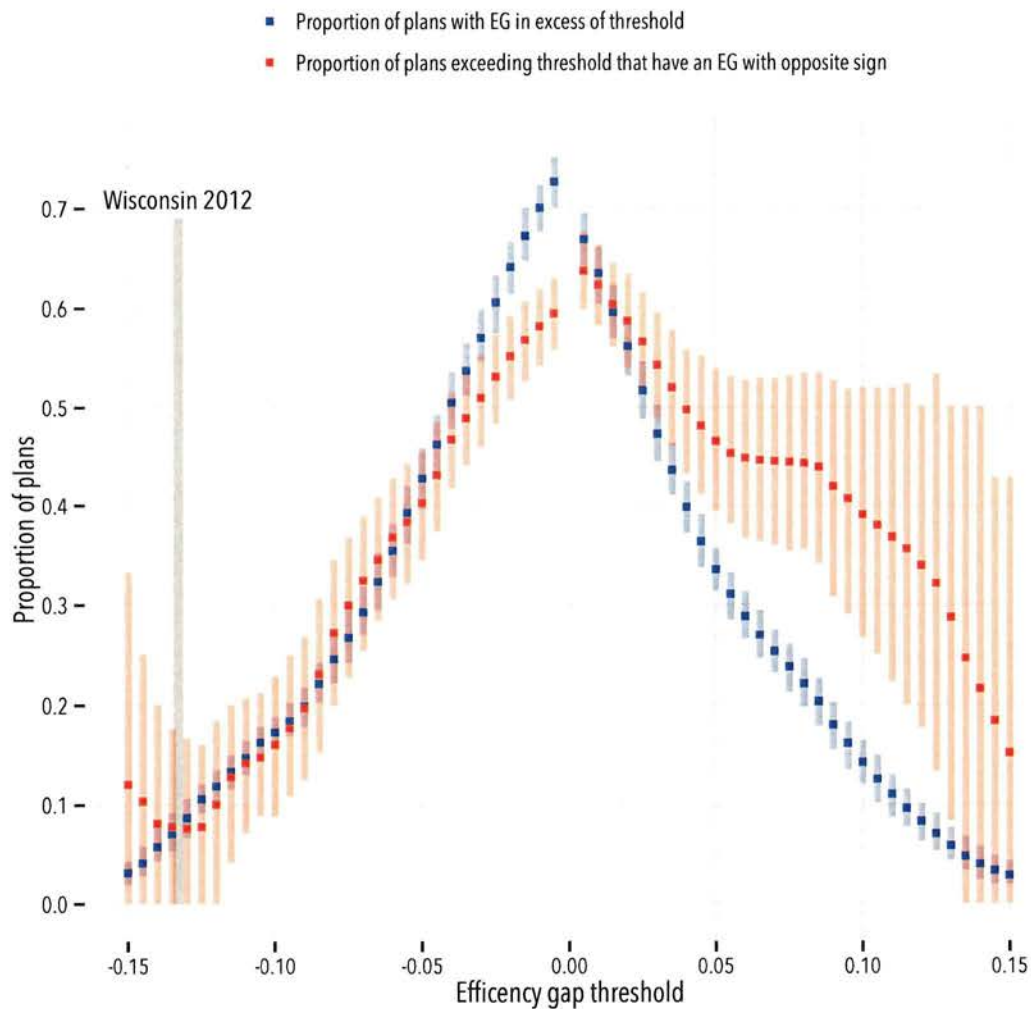 Proportion of plans with EG in excess of threshold
Proportion of plans exceeding threshold that have an EG with opposite sign
Wisconsin 2012
0.7
0.6
0.5
0.4
0.3
0.2
0.1
0.0
Proportion of plans
-0.15 -0.10 -0.05 0.00 0.05 0.10 0.15
Efficency gap threshold